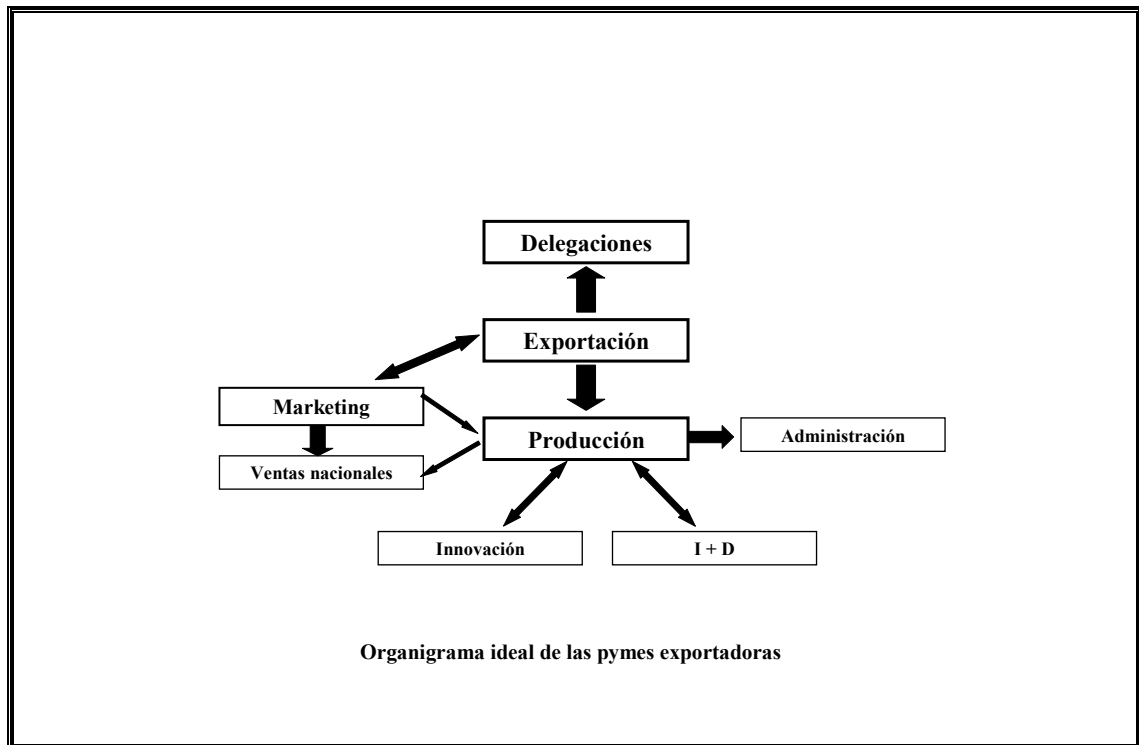 Delegaciones
Exportación
Marketing
Producción
Administración
Ventas nacionales
Innovación
I + D
Organigrama ideal de las pymes exportadoras